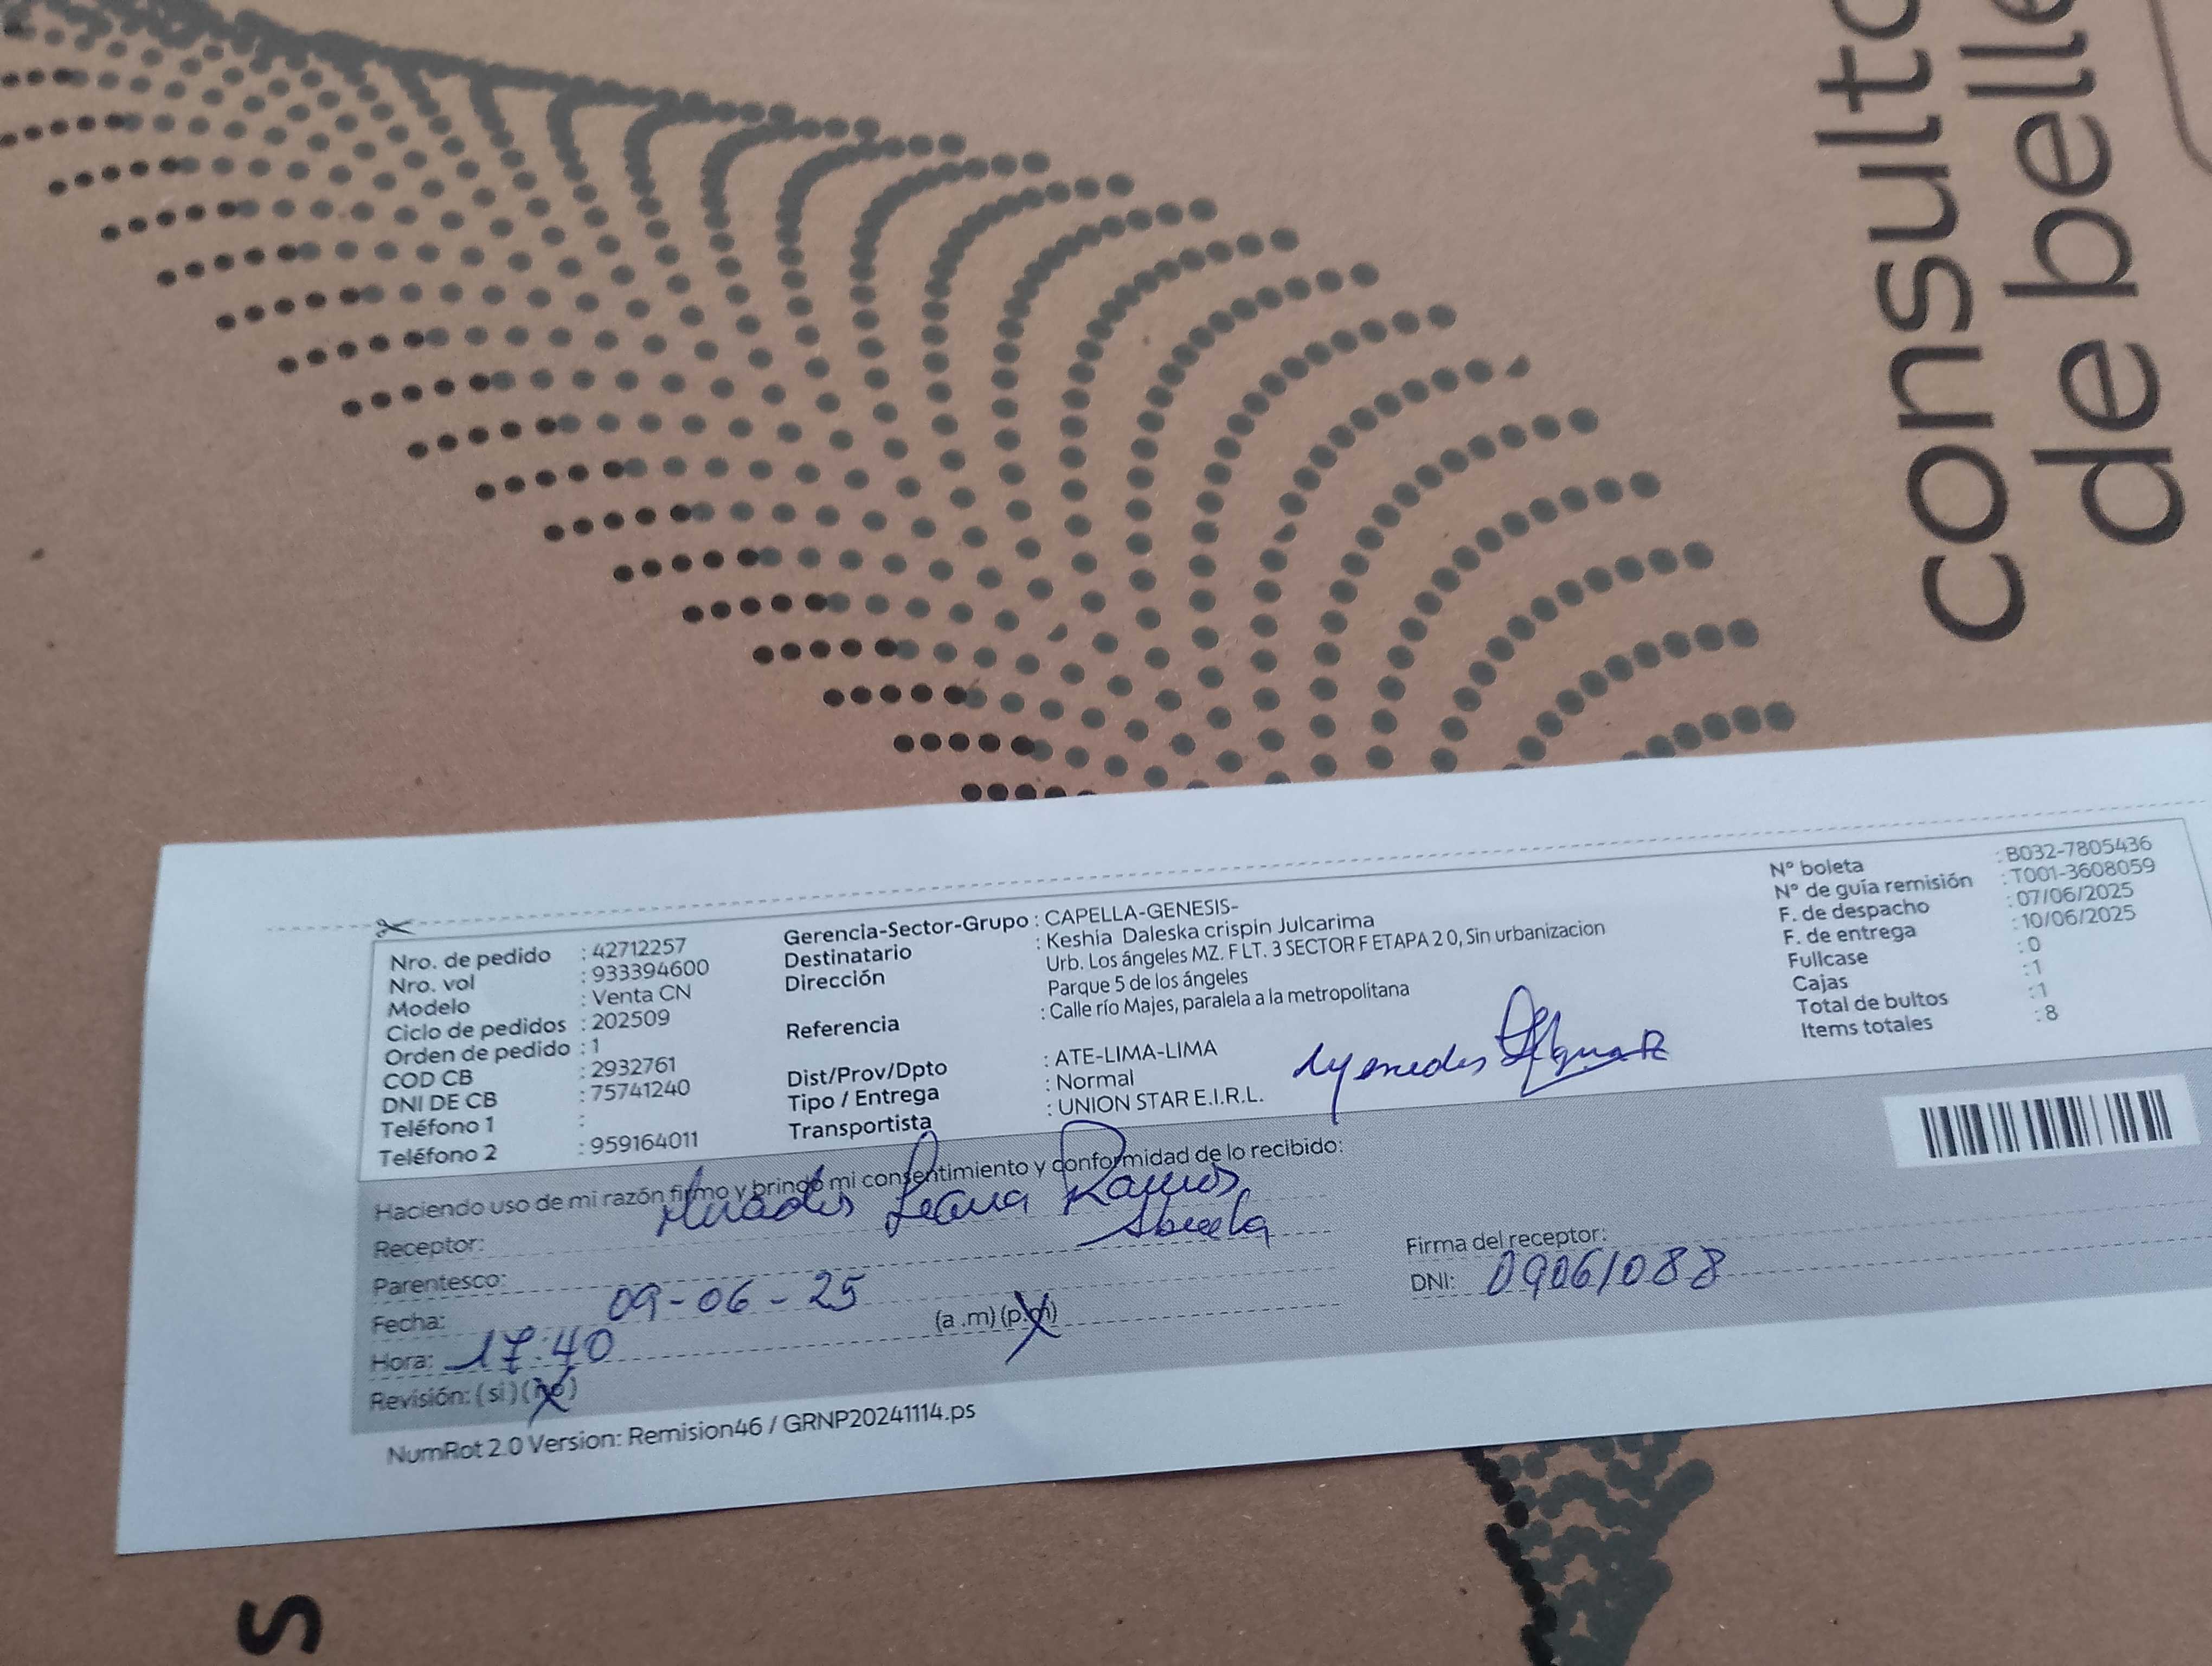 consulto
de belle
Nro. de pedido : 42712257
Nro. vol : 933394600
Modelo : Venta CN
Ciclo de pedidos : 202509
Orden de pedido : 1
COD CB : 2932761
DNI DE CB : 75741240
Teléfono 1 :
Teléfono 2 : 959164011
Gerencia-Sector-Grupo : CAPELLA-GENESIS-
Destinatario : Keshia Daleska crispin Julcarima
Dirección : Urb. Los ángeles MZ. F LT. 3 SECTOR F ETAPA 2 0, Sin urbanizacion
Parque 5 de los ángeles
Referencia : Calle río Majes, paralela a la metropolitana
Dist/Prov/Dpto : ATE-LIMA-LIMA
Tipo / Entrega : Normal
Transportista : UNION STAR E.I.R.L.
N° boleta : B032-7805436
N° de guía remisión : T001-3608059
F. de despacho : 07/06/2025
F. de entrega : 10/06/2025
Fullcase : 0
Cajas : 1
Total de bultos : 1
Items totales : 8
Haciendo uso de mi razón firmo y bringo mi consentimiento y conformidad de lo recibido:
Receptor: Ramos
Parentesco: Abuela
Fecha: 09-06-25
Hora: 17:40 (a .m) (p.m)
Revisión: (si) (no)
Firma del receptor:
DNI: 09061088
NumRot 2.0 Version: Remision46 / GRNP20241114.ps
s